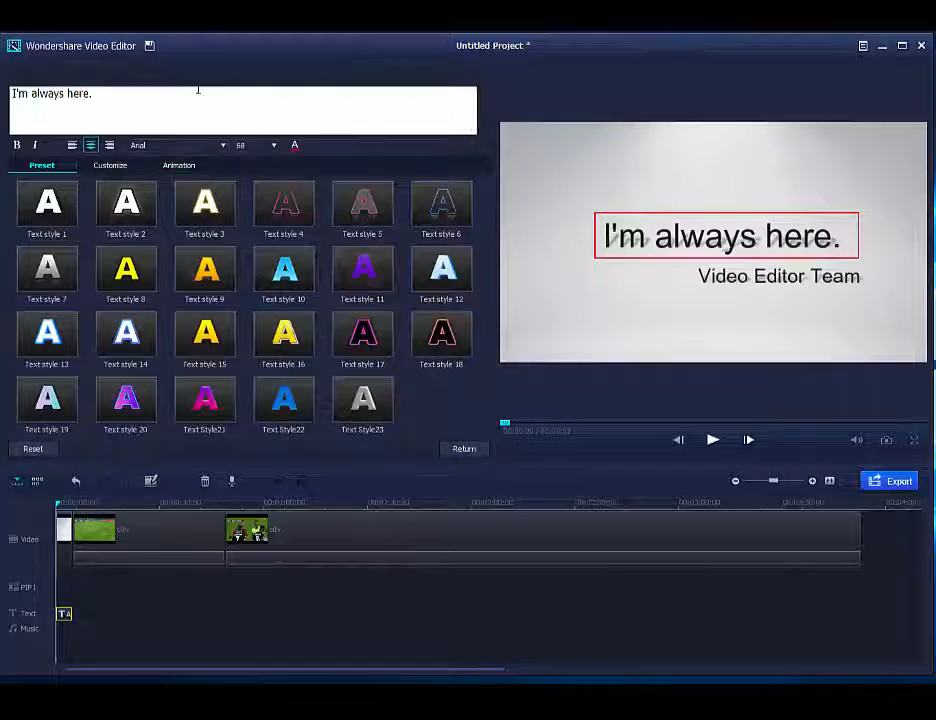 Wondershare Video Editor
Untitled Project *
I'm always here.
B I Arial 68 A
Preset Customize Animation
Text style 1 Text style 2 Text style 3 Text style 4 Text style 5 Text style 6
Text style 7 Text style 8 Text style 9 Text style 10 Text style 11 Text style 12
Text style 13 Text style 14 Text style 15 Text style 16 Text style 17 Text style 18
Text style 19 Text style 20 Text Style21 Text Style22 Text Style23
Reset Return
I'm always here.
Video Editor Team
Export
Video
city city
PIP1
Text
TA
Music